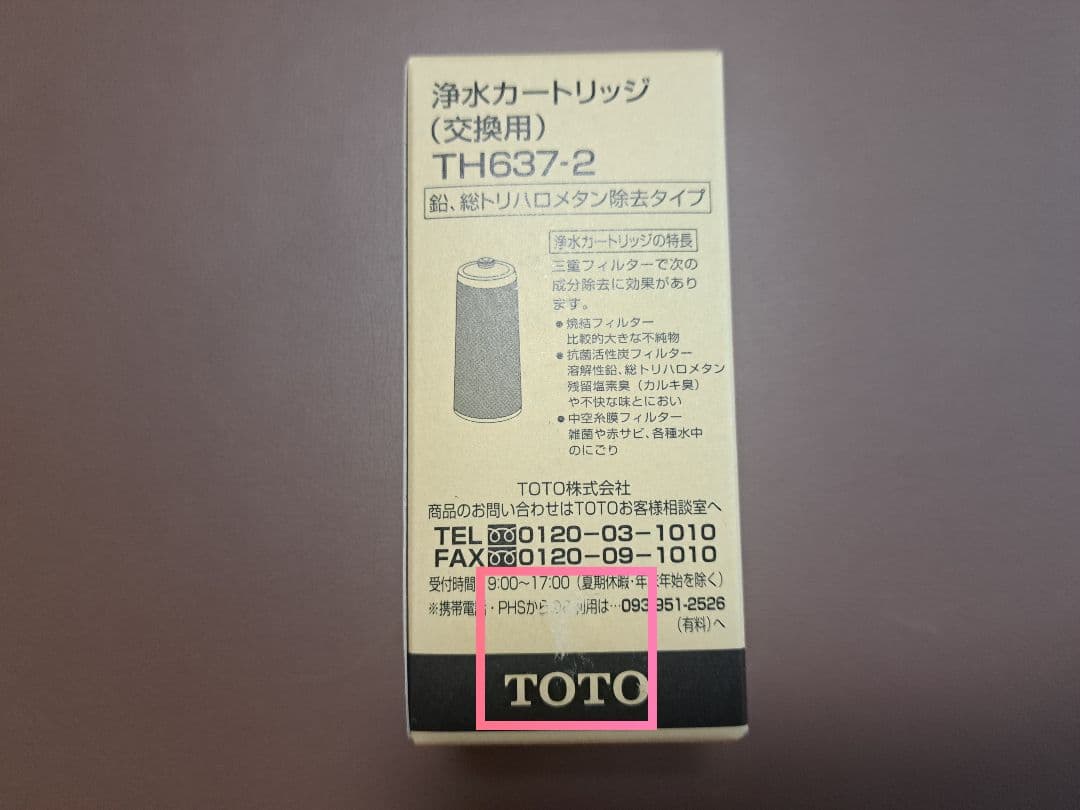 浄水カートリッジ
(交換用)
TH637-2
鉛、総トリハロメタン除去タイプ
浄水カートリッジの特長
三重フィルターで次の
成分除去に効果があり
ます。
●焼結フィルター
比較的大きな不純物
●抗菌活性炭フィルター
溶解性鉛、総トリハロメタン
残留塩素臭(カルキ臭)
や不快な味とにおい
●中空糸膜フィルター
雑菌や赤サビ、各種水中
のにごり
TOTO株式会社
商品のお問い合わせはTOTOお客様相談室へ
TEL 0120-03-1010
FAX 0120-09-1010
受付時間 9:00〜17:00(夏期休暇・年末年始を除く)
※携帯電話・PHSから 利用は…093 951-2526
(有料)へ
TOTO